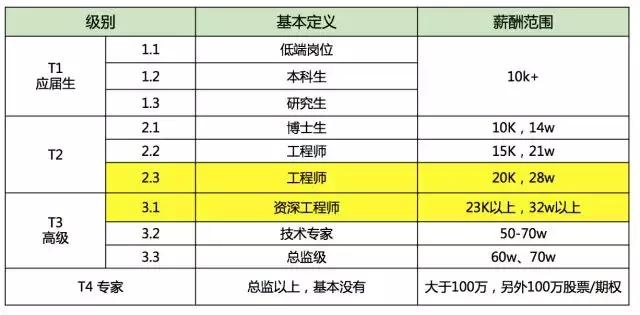 级别 基本定义 薪酬范围
T1 应届生 1.1 低端岗位 10k+
1.2 本科生
1.3 研究生
T2 2.1 博士生 10K，14w
2.2 工程师 15K，21w
2.3 工程师 20K，28w
T3 高级 3.1 资深工程师 23K以上，32w以上
3.2 技术专家 50-70w
3.3 总监级 60w、70w
T4 专家 总监以上，基本没有 大于100万，另外100万股票/期权